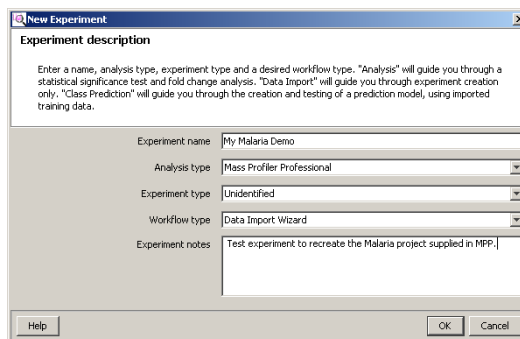 New Experiment
Experiment description
Enter a name, analysis type, experiment type and a desired workflow type. "Analysis" will guide you through a
statistical significance test and fold change analysis. "Data Import" will guide you through experiment creation
only. "Class Prediction" will guide you through the creation and testing of a prediction model, using imported
training data.
Experiment name My Malaria Demo
Analysis type Mass Profiler Professional
Experiment type Unidentified
Workflow type Data Import Wizard
Experiment notes Test experiment to recreate the Malaria project supplied in MPP.
Help OK Cancel